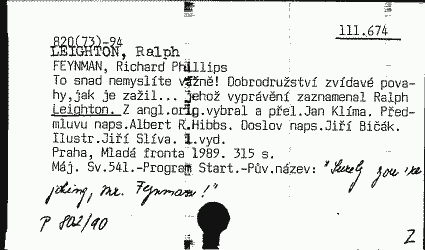 111.674
820(73)-94
LEIGHTON, Ralph
FEYNMAN, Richard Phillips
To snad nemyslíte vážně! Dobrodružství zvídavé pova-
hy,jak je zažil... jehož vyprávění zaznamenal Ralph
Leighton. Z angl.orig.vybral a přel.Jan Klíma. Před-
mluvu naps.Albert R.Hibbs. Doslov naps.Jiří Bičák.
Ilustr.Jiří Slíva. 1.vyd.
Praha, Mladá fronta 1989. 315 s.
Máj. Sv.541.-Program Start.-Pův.název: "Surely you're
joking, Mr. Feynman!"
P 802/90
Z